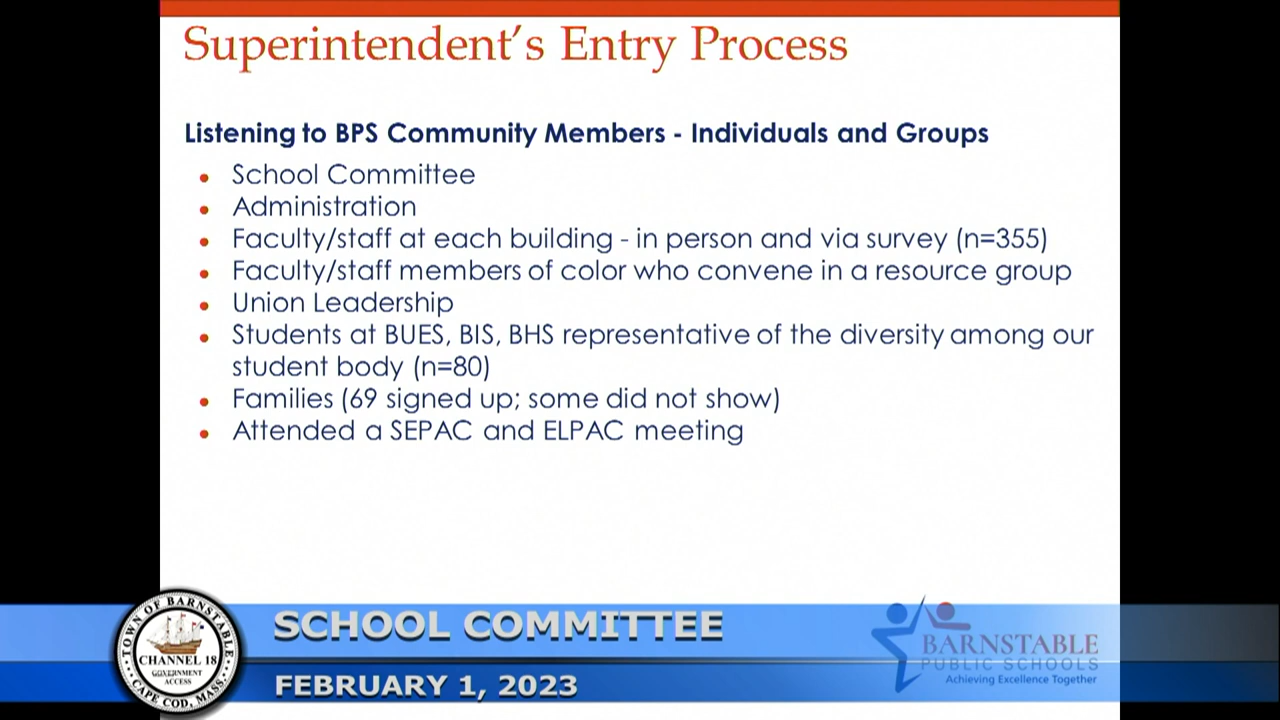 Superintendent's Entry Process
Listening to BPS Community Members - Individuals and Groups
• School Committee
• Administration
• Faculty/staff at each building - in person and via survey (n=355)
• Faculty/staff members of color who convene in a resource group
• Union Leadership
• Students at BUES, BIS, BHS representative of the diversity among our
student body (n=80)
• Families (69 signed up; some did not show)
• Attended a SEPAC and ELPAC meeting
TOWN OF BARNSTABLE
CHANNEL 18
GOVERNMENT
ACCESS
CAPE COD, MASS.
SCHOOL COMMITTEE
FEBRUARY 1, 2023
BARNSTABLE
PUBLIC SCHOOLS
Achieving Excellence Together